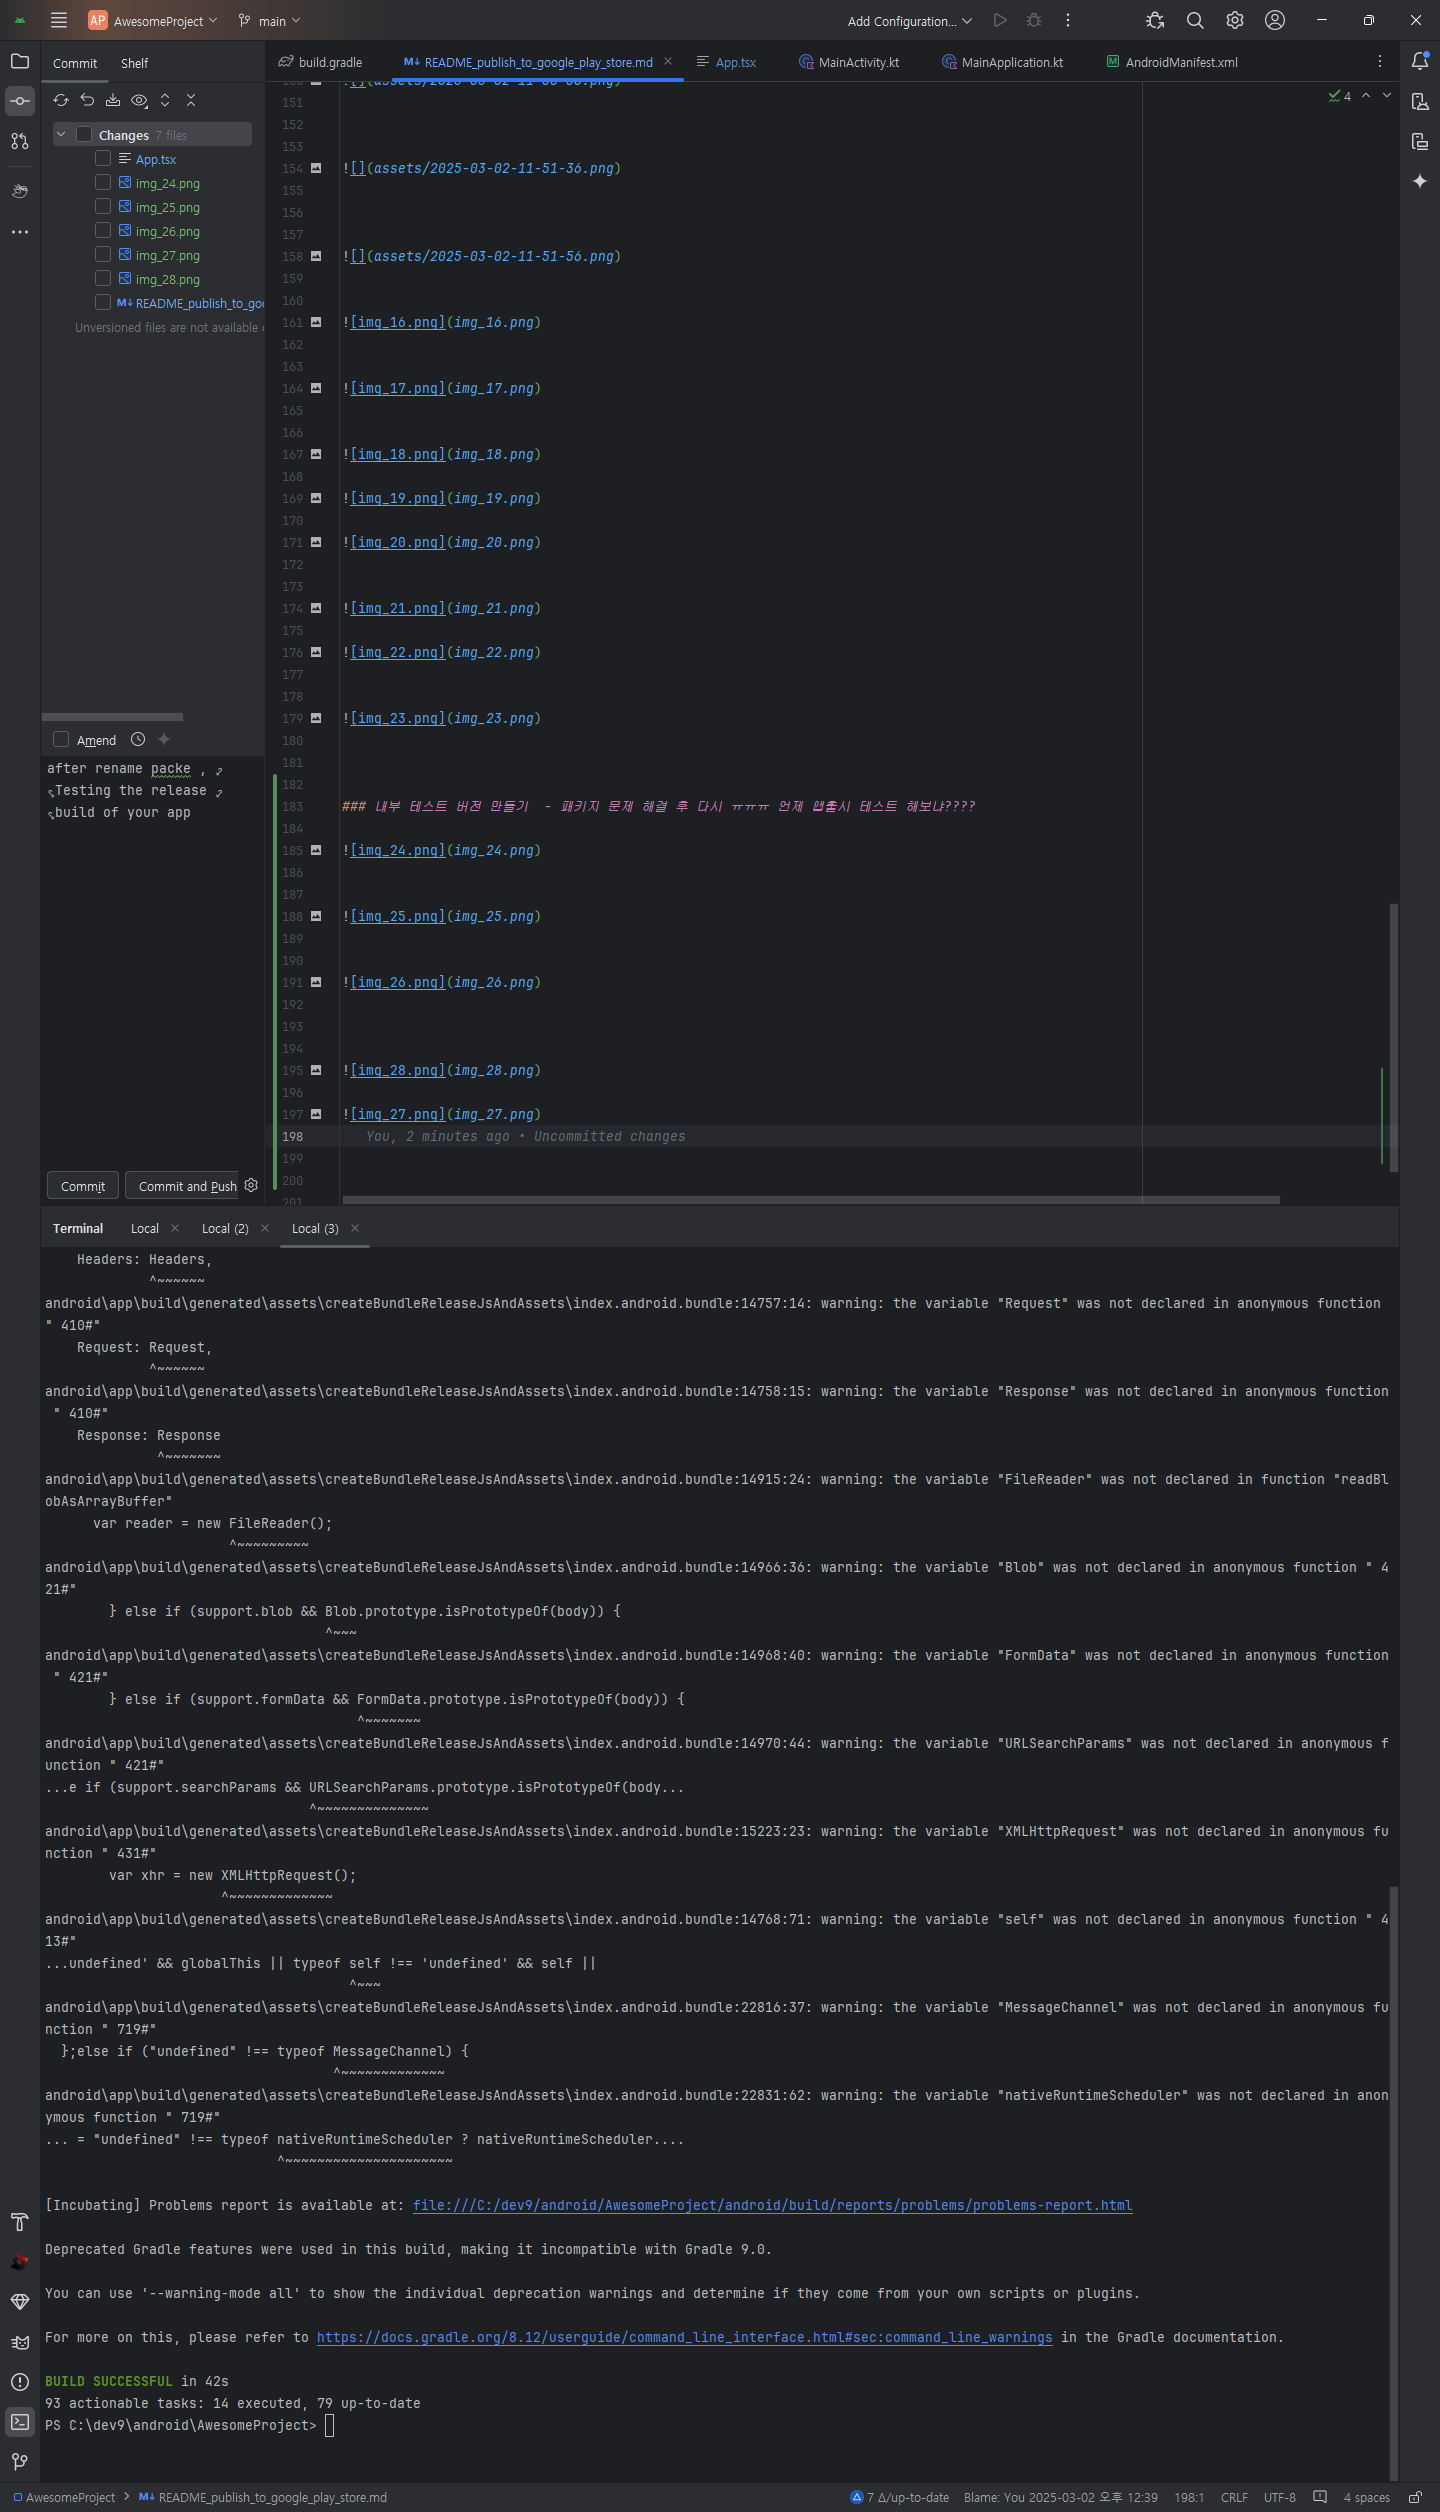 AP AwesomeProject main Add Configuration...
Commit Shelf
build.gradle README_publish_to_google_play_store.md App.tsx MainActivity.kt MainApplication.kt AndroidManifest.xml
4
Changes 7 files
App.tsx
img_24.png
img_25.png
img_26.png
img_27.png
img_28.png
README_publish_to_goo
Unversioned files are not available
Amend
after rename packe ,
Testing the release
build of your app
Commit Commit and Push
151
152
153
154 ![](assets/2025-03-02-11-51-36.png)
155
156
157
158 ![](assets/2025-03-02-11-51-56.png)
159
160
161 ![img_16.png](img_16.png)
162
163
164 ![img_17.png](img_17.png)
165
166
167 ![img_18.png](img_18.png)
168
169 ![img_19.png](img_19.png)
170
171 ![img_20.png](img_20.png)
172
173
174 ![img_21.png](img_21.png)
175
176 ![img_22.png](img_22.png)
177
178
179 ![img_23.png](img_23.png)
180
181
182
183 ### 내부 테스트 버전 만들기  - 패키지 문제 해결 후 다시 ㅠㅠㅠ 언제 앱출시 테스트 해보냐????
184
185 ![img_24.png](img_24.png)
186
187
188 ![img_25.png](img_25.png)
189
190
191 ![img_26.png](img_26.png)
192
193
194
195 ![img_28.png](img_28.png)
196
197 ![img_27.png](img_27.png)
198 You, 2 minutes ago • Uncommitted changes
199
200
201
Terminal Local Local (2) Local (3)
Headers: Headers,
^~~~~~~
android\app\build\generated\assets\createBundleReleaseJsAndAssets\index.android.bundle:14757:14: warning: the variable "Request" was not declared in anonymous function
" 410#"
Request: Request,
^~~~~~~
android\app\build\generated\assets\createBundleReleaseJsAndAssets\index.android.bundle:14758:15: warning: the variable "Response" was not declared in anonymous function
" 410#"
Response: Response
^~~~~~~~
android\app\build\generated\assets\createBundleReleaseJsAndAssets\index.android.bundle:14915:24: warning: the variable "FileReader" was not declared in function "readBl
obAsArrayBuffer"
var reader = new FileReader();
^~~~~~~~~~
android\app\build\generated\assets\createBundleReleaseJsAndAssets\index.android.bundle:14966:36: warning: the variable "Blob" was not declared in anonymous function " 4
21#"
} else if (support.blob && Blob.prototype.isPrototypeOf(body)) {
^~~~
android\app\build\generated\assets\createBundleReleaseJsAndAssets\index.android.bundle:14968:40: warning: the variable "FormData" was not declared in anonymous function
" 421#"
} else if (support.formData && FormData.prototype.isPrototypeOf(body)) {
^~~~~~~~
android\app\build\generated\assets\createBundleReleaseJsAndAssets\index.android.bundle:14970:44: warning: the variable "URLSearchParams" was not declared in anonymous f
unction " 421#"
...e if (support.searchParams && URLSearchParams.prototype.isPrototypeOf(body...
^~~~~~~~~~~~~~~
android\app\build\generated\assets\createBundleReleaseJsAndAssets\index.android.bundle:15223:23: warning: the variable "XMLHttpRequest" was not declared in anonymous fu
nction " 431#"
var xhr = new XMLHttpRequest();
^~~~~~~~~~~~~~
android\app\build\generated\assets\createBundleReleaseJsAndAssets\index.android.bundle:14768:71: warning: the variable "self" was not declared in anonymous function " 4
13#"
...undefined' && globalThis || typeof self !== 'undefined' && self ||
^~~~
android\app\build\generated\assets\createBundleReleaseJsAndAssets\index.android.bundle:22816:37: warning: the variable "MessageChannel" was not declared in anonymous fu
nction " 719#"
};else if ("undefined" !== typeof MessageChannel) {
^~~~~~~~~~~~~~
android\app\build\generated\assets\createBundleReleaseJsAndAssets\index.android.bundle:22831:62: warning: the variable "nativeRuntimeScheduler" was not declared in anon
ymous function " 719#"
... = "undefined" !== typeof nativeRuntimeScheduler ? nativeRuntimeScheduler....
^~~~~~~~~~~~~~~~~~~~~~
[Incubating] Problems report is available at: file:///C:/dev9/android/AwesomeProject/android/build/reports/problems/problems-report.html
Deprecated Gradle features were used in this build, making it incompatible with Gradle 9.0.
You can use '--warning-mode all' to show the individual deprecation warnings and determine if they come from your own scripts or plugins.
For more on this, please refer to https://docs.gradle.org/8.12/userguide/command_line_interface.html#sec:command_line_warnings in the Gradle documentation.
BUILD SUCCESSFUL in 42s
93 actionable tasks: 14 executed, 79 up-to-date
PS C:\dev9\android\AwesomeProject>
AwesomeProject README_publish_to_google_play_store.md 7 Δ/up-to-date Blame: You 2025-03-02 오후 12:39 198:1 CRLF UTF-8 4 spaces